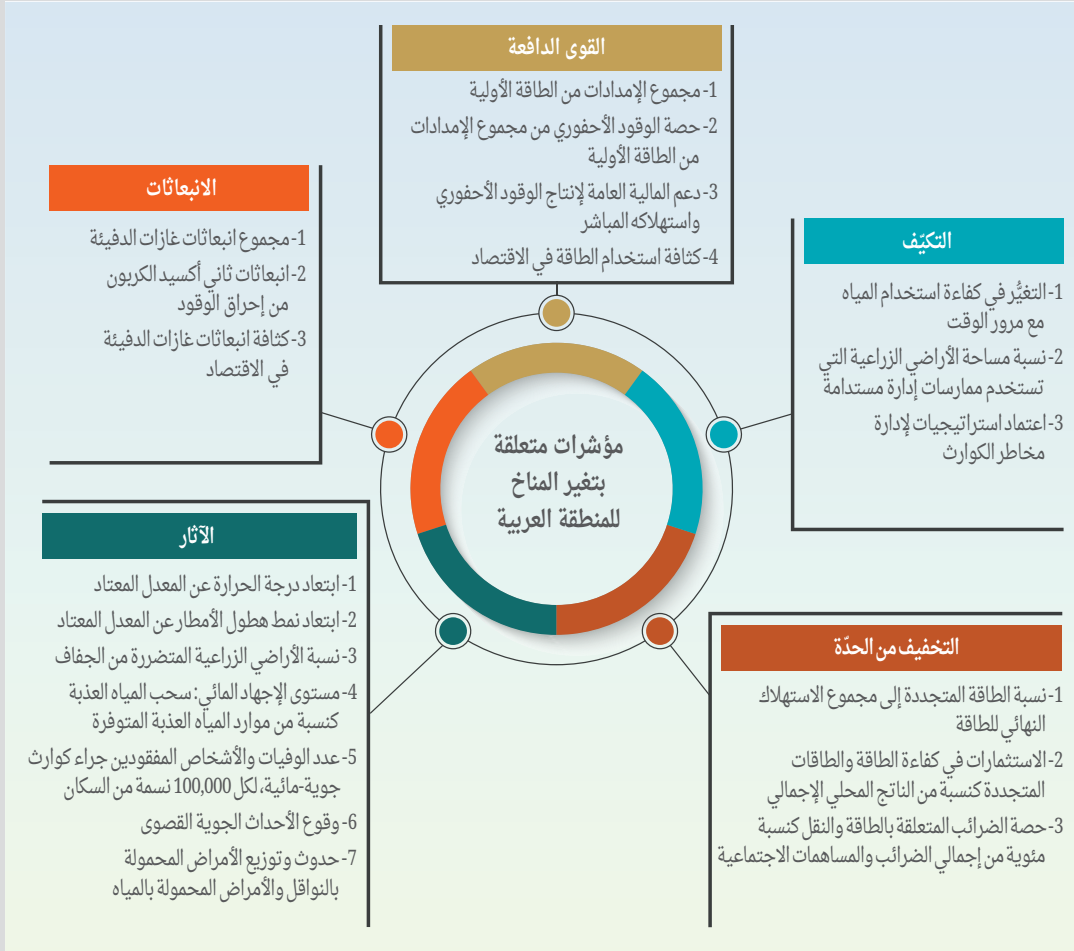 القوى الدافعة
1- مجموع الإمدادات من الطاقة الأولية
2- حصة الوقود الأحفوري من مجموع الإمدادات
من الطاقة الأولية
3- دعم المالية العامة لإنتاج الوقود الأحفوري
واستهلاكه المباشر
4- كثافة استخدام الطاقة في الاقتصاد
التكيّف
1- التغيُّر في كفاءة استخدام المياه
مع مرور الوقت
2- نسبة مساحة الأراضي الزراعية التي
تستخدم ممارسات إدارة مستدامة
3- اعتماد استراتيجيات لإدارة
مخاطر الكوارث
التخفيف من الحدّة
1- نسبة الطاقة المتجددة إلى مجموع الاستهلاك
النهائي للطاقة
2- الاستثمارات في كفاءة الطاقة والطاقات
المتجددة كنسبة من الناتج المحلي الإجمالي
3- حصة الضرائب المتعلقة بالطاقة والنقل كنسبة
مئوية من إجمالي الضرائب والمساهمات الاجتماعية
الآثار
1- ابتعاد درجة الحرارة عن المعدل المعتاد
2- ابتعاد نمط هطول الأمطار عن المعدل المعتاد
3- نسبة الأراضي الزراعية المتضررة من الجفاف
4- مستوى الإجهاد المائي: سحب المياه العذبة
كنسبة من موارد المياه العذبة المتوفرة
5- عدد الوفيات والأشخاص المفقودين جراء كوارث
جوية-مائية، لكل 100,000 نسمة من السكان
6- وقوع الأحداث الجوية القصوى
7- حدوث وتوزيع الأمراض المحمولة
بالنواقل والأمراض المحمولة بالمياه
الانبعاثات
1- مجموع انبعاثات غازات الدفيئة
2- انبعاثات ثاني أكسيد الكربون
من إحراق الوقود
3- كثافة انبعاثات غازات الدفيئة
في الاقتصاد
مؤشرات متعلقة
بتغير المناخ
للمنطقة العربية